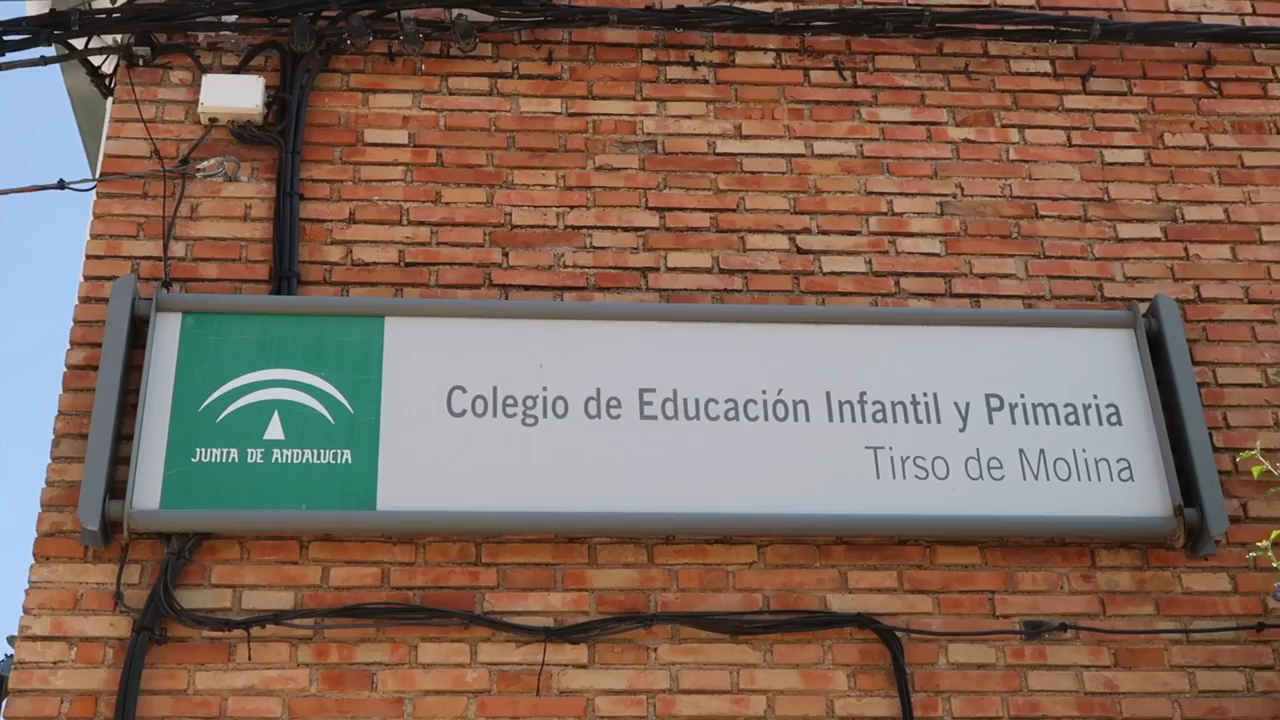 JUNTA DE ANDALUCIA
Colegio de Educación Infantil y Primaria
Tirso de Molina